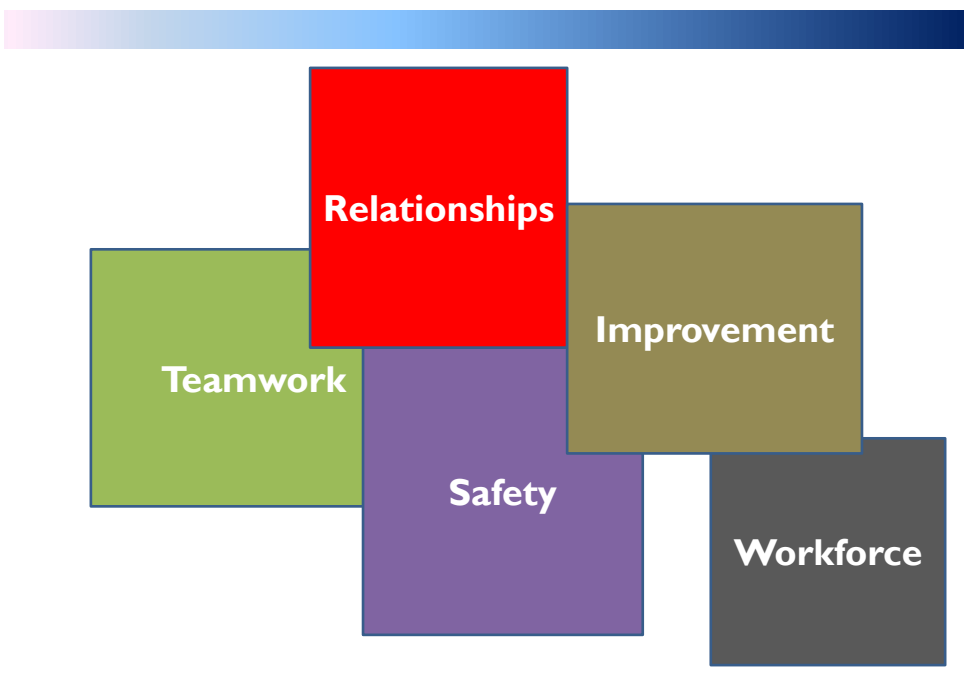 Relationships
Improvement
Teamwork
Safety
Workforce